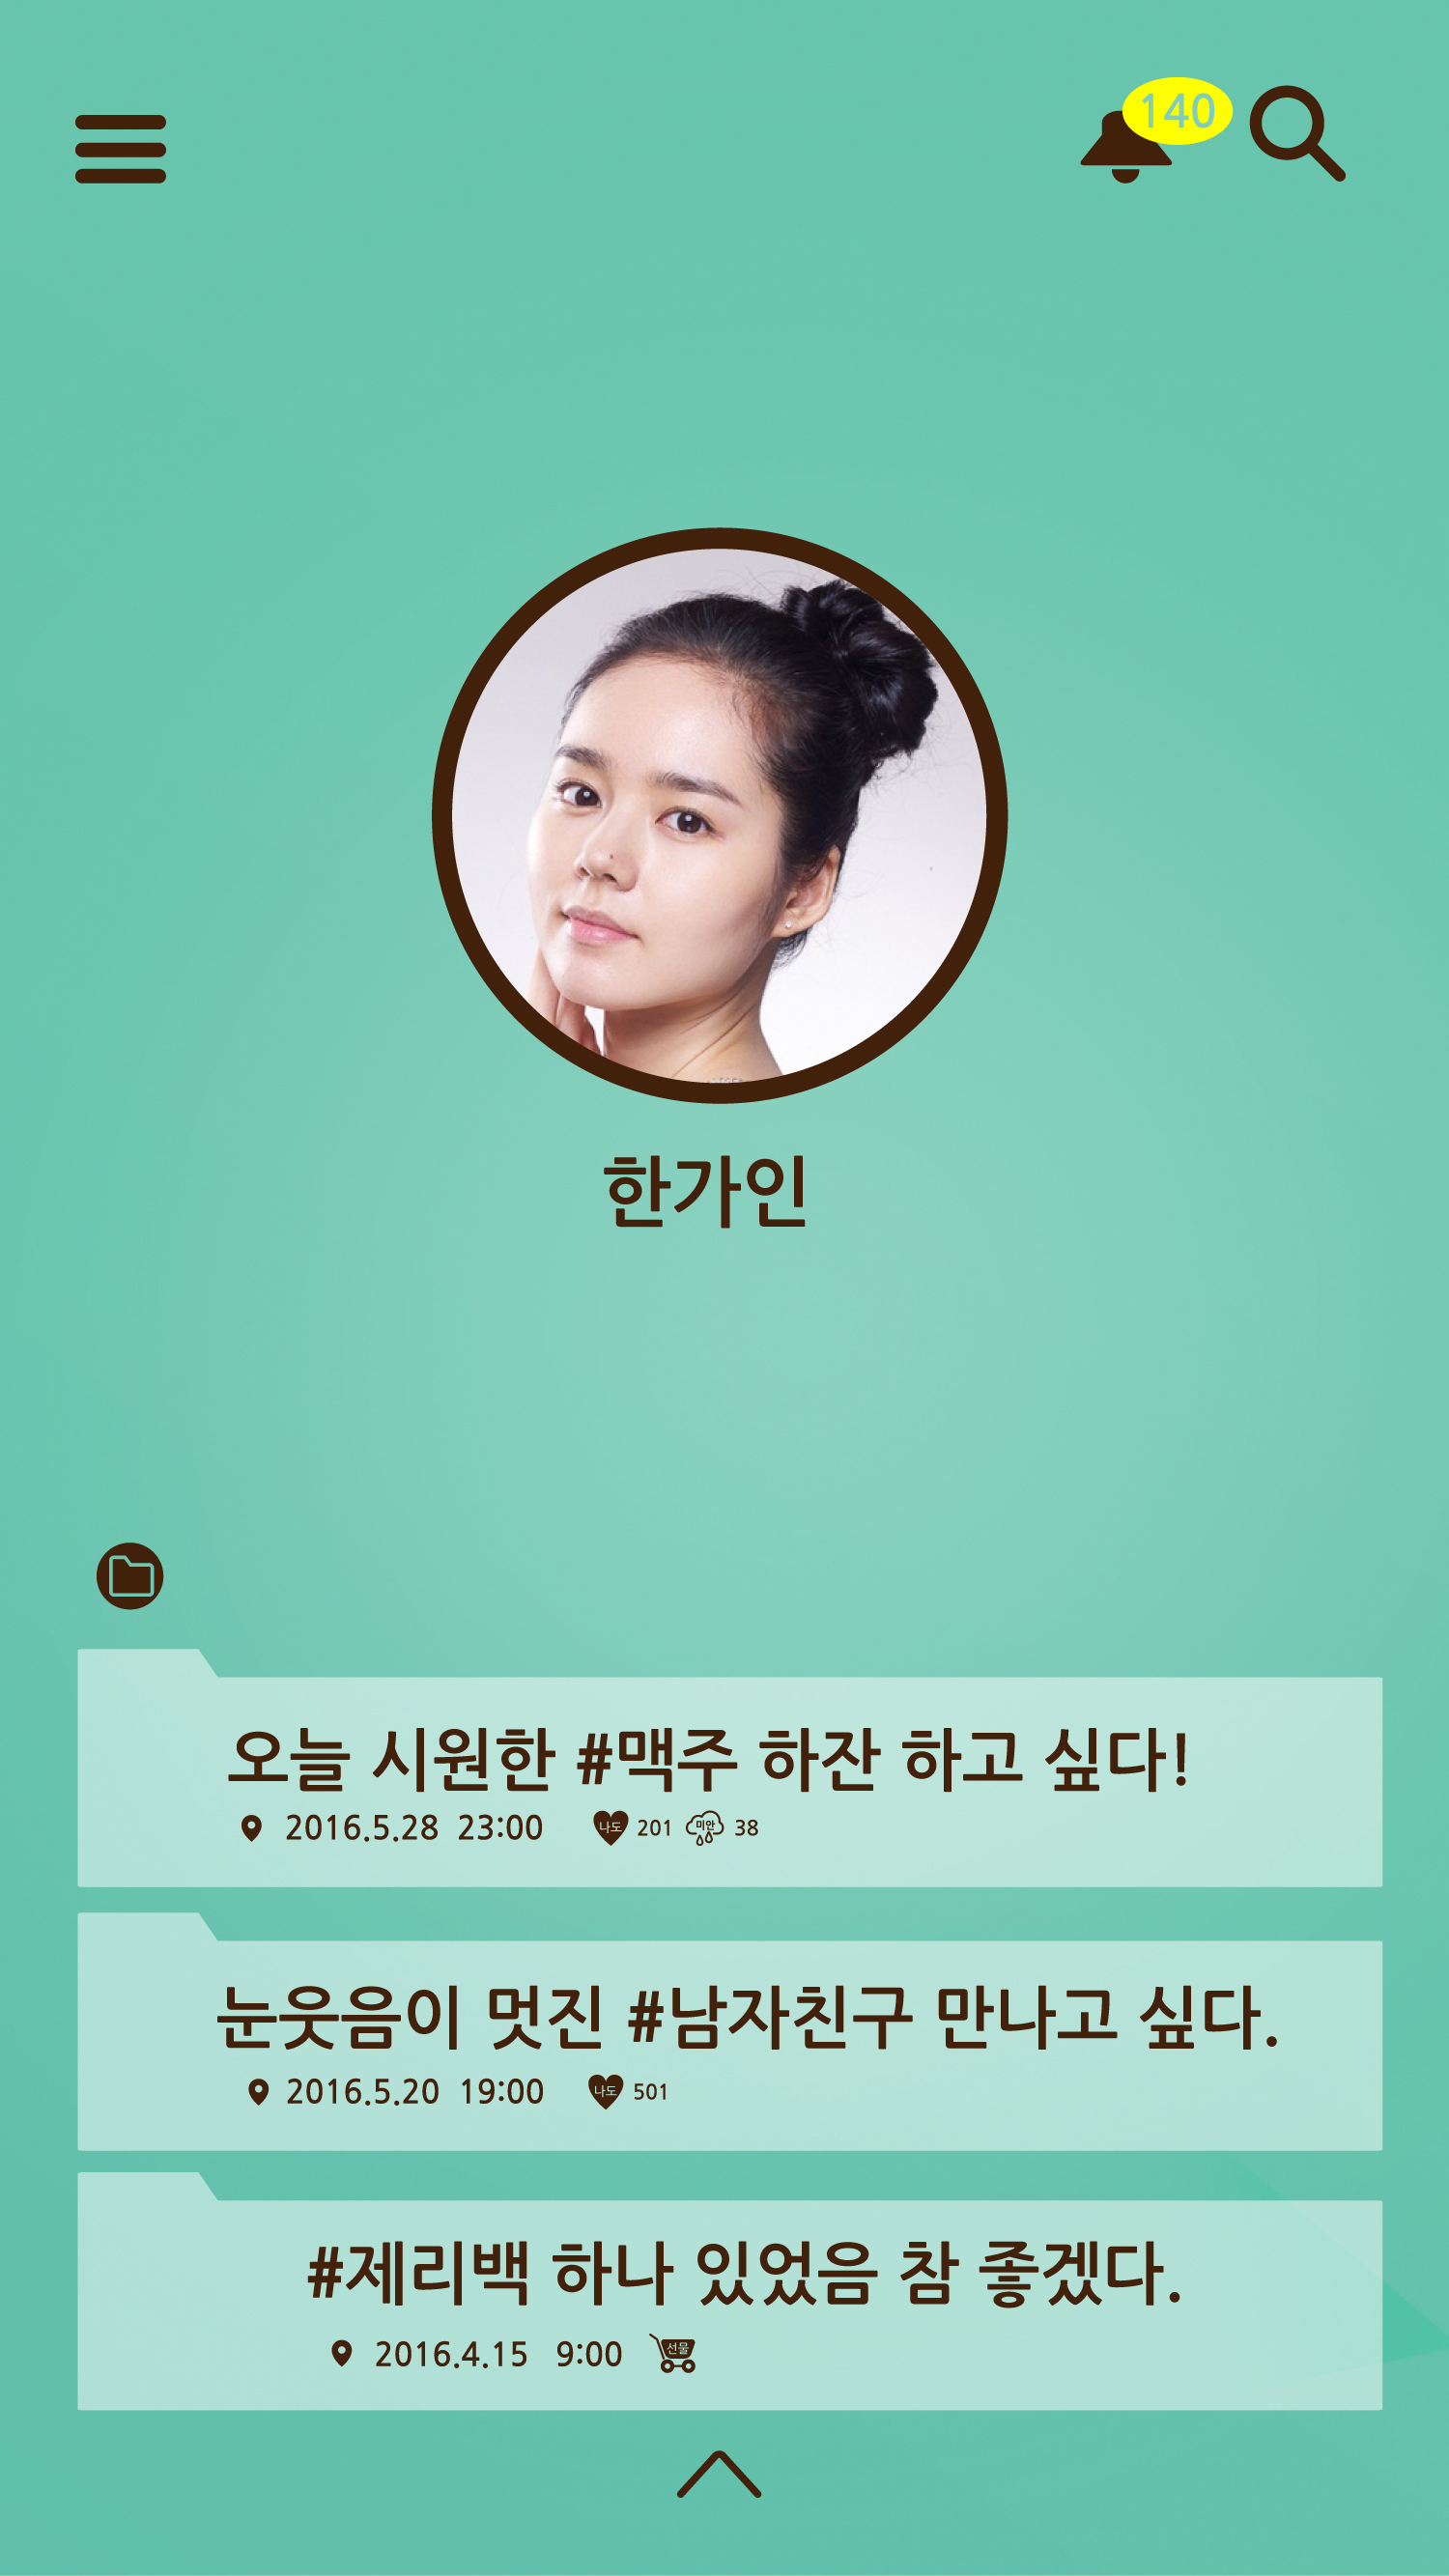 140
한가인
오늘 시원한 #맥주 하잔 하고 싶다!
2016.5.28 23:00 나도 201 미안 38
눈웃음이 멋진 #남자친구 만나고 싶다.
2016.5.20 19:00 나도 501
#제리백 하나 있었음 참 좋겠다.
2016.4.15 9:00 선물